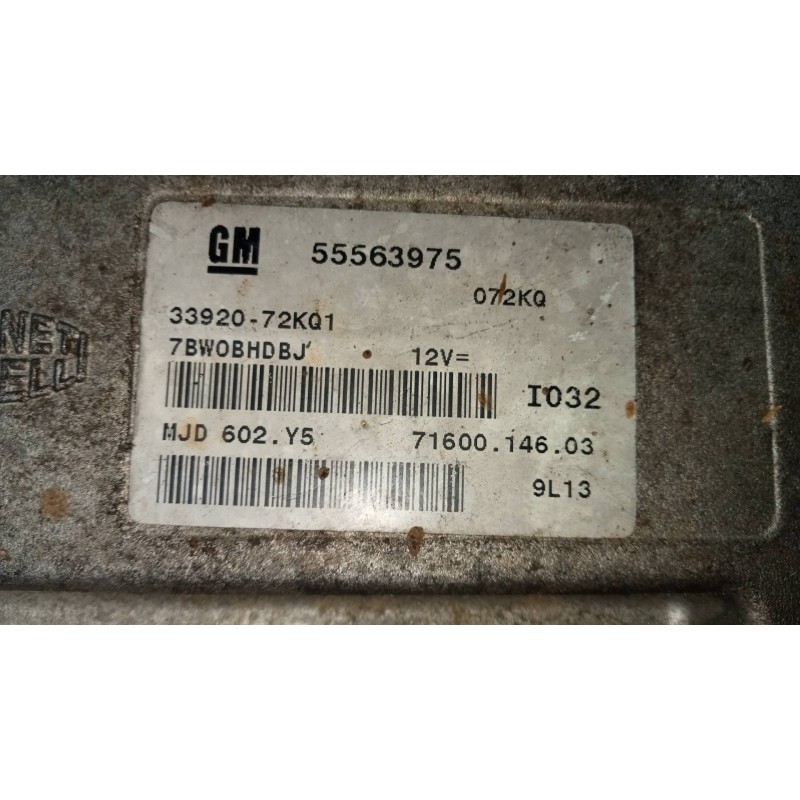 GM 55563975
072KQ
33920-72KQ1
7BWOBHDBJ 12V=
I032
MJD 602.Y5 71600.146.03
9L13